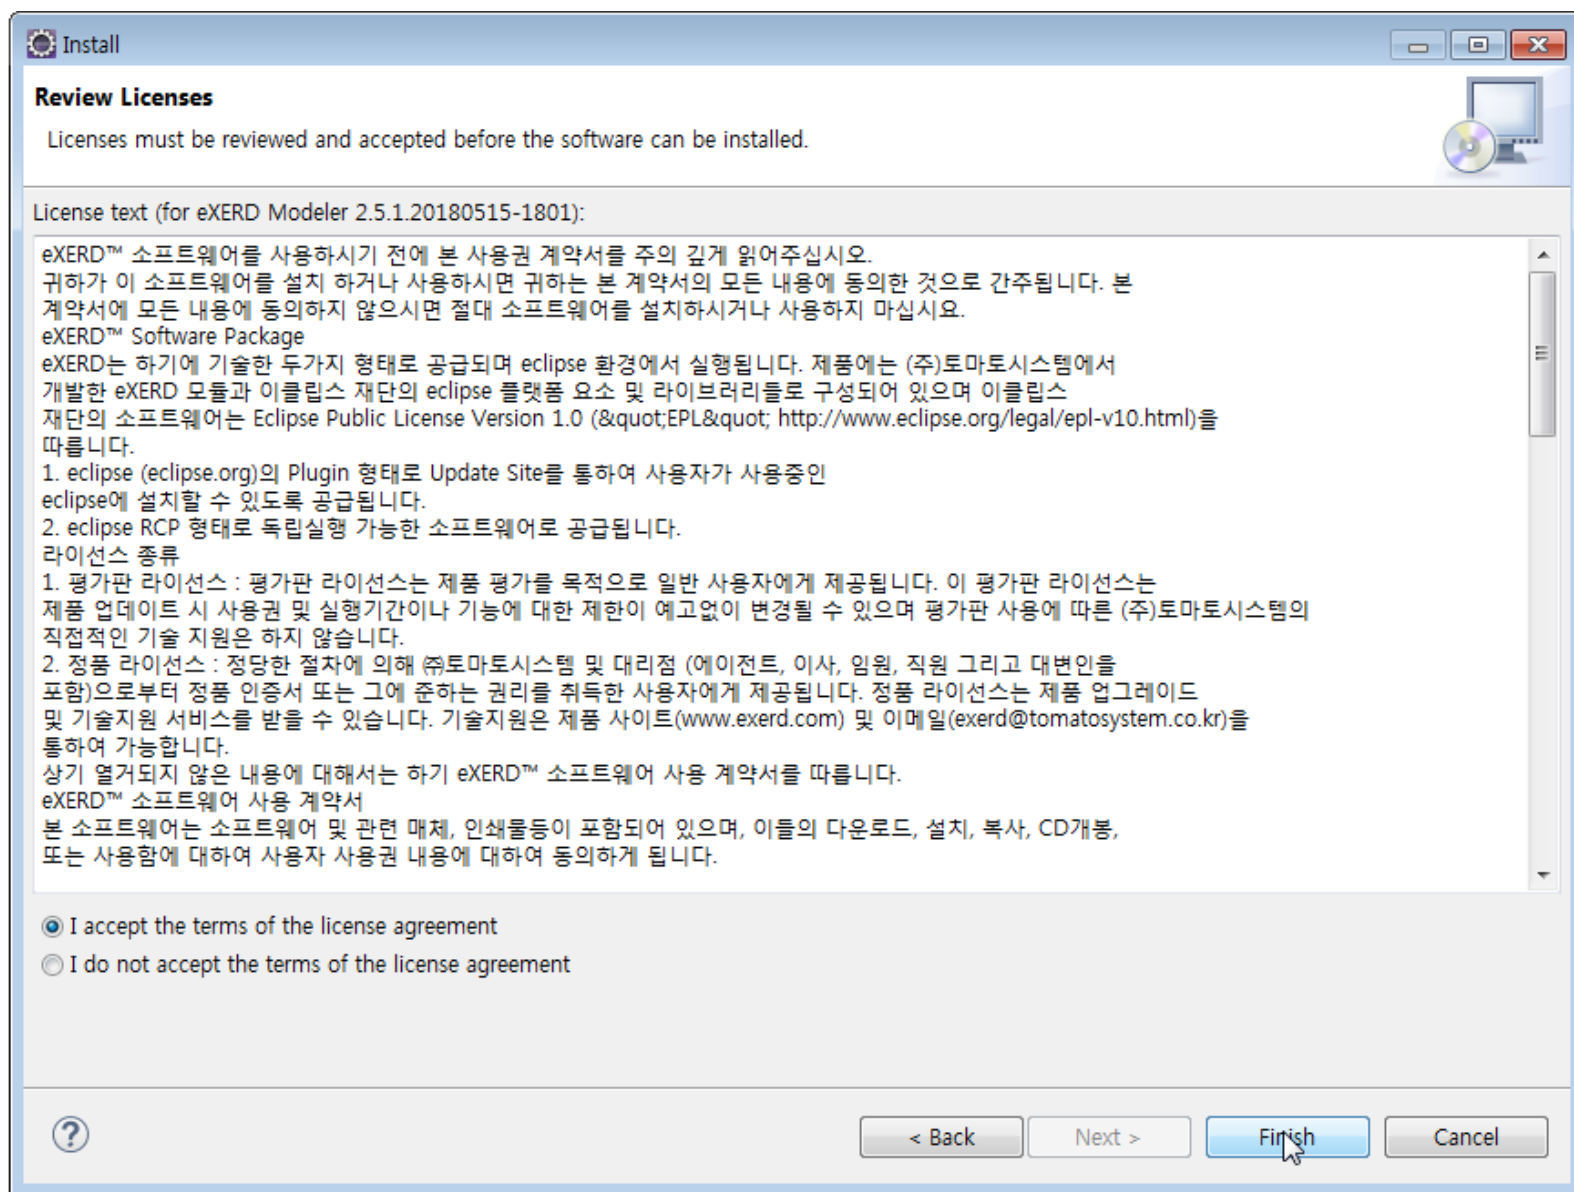 Install
Review Licenses
Licenses must be reviewed and accepted before the software can be installed.
License text (for eXERD Modeler 2.5.1.20180515-1801):
eXERD™ 소프트웨어를 사용하시기 전에 본 사용권 계약서를 주의 깊게 읽어주십시오.
귀하가 이 소프트웨어를 설치 하거나 사용하시면 귀하는 본 계약서의 모든 내용에 동의한 것으로 간주됩니다. 본
계약서에 모든 내용에 동의하지 않으시면 절대 소프트웨어를 설치하시거나 사용하지 마십시요.
eXERD™ Software Package
eXERD는 하기에 기술한 두가지 형태로 공급되며 eclipse 환경에서 실행됩니다. 제품에는 (주)토마토시스템에서
개발한 eXERD 모듈과 이클립스 재단의 eclipse 플랫폼 요소 및 라이브러리들로 구성되어 있으며 이클립스
재단의 소프트웨어는 Eclipse Public License Version 1.0 (&quot;EPL&quot; http://www.eclipse.org/legal/epl-v10.html)을
따릅니다.
1. eclipse (eclipse.org)의 Plugin 형태로 Update Site를 통하여 사용자가 사용중인
eclipse에 설치할 수 있도록 공급됩니다.
2. eclipse RCP 형태로 독립실행 가능한 소프트웨어로 공급됩니다.
라이선스 종류
1. 평가판 라이선스 : 평가판 라이선스는 제품 평가를 목적으로 일반 사용자에게 제공됩니다. 이 평가판 라이선스는
제품 업데이트 시 사용권 및 실행기간이나 기능에 대한 제한이 예고없이 변경될 수 있으며 평가판 사용에 따른 (주)토마토시스템의
직접적인 기술 지원은 하지 않습니다.
2. 정품 라이선스 : 정당한 절차에 의해 ㈜토마토시스템 및 대리점 (에이전트, 이사, 임원, 직원 그리고 대변인을
포함)으로부터 정품 인증서 또는 그에 준하는 권리를 취득한 사용자에게 제공됩니다. 정품 라이선스는 제품 업그레이드
및 기술지원 서비스를 받을 수 있습니다. 기술지원은 제품 사이트(www.exerd.com) 및 이메일(exerd@tomatosystem.co.kr)을
통하여 가능합니다.
상기 열거되지 않은 내용에 대해서는 하기 eXERD™ 소프트웨어 사용 계약서를 따릅니다.
eXERD™ 소프트웨어 사용 계약서
본 소프트웨어는 소프트웨어 및 관련 매체, 인쇄물등이 포함되어 있으며, 이들의 다운로드, 설치, 복사, CD개봉,
또는 사용함에 대하여 사용자 사용권 내용에 대하여 동의하게 됩니다.
I accept the terms of the license agreement
I do not accept the terms of the license agreement
?
< Back
Next >
Finish
Cancel